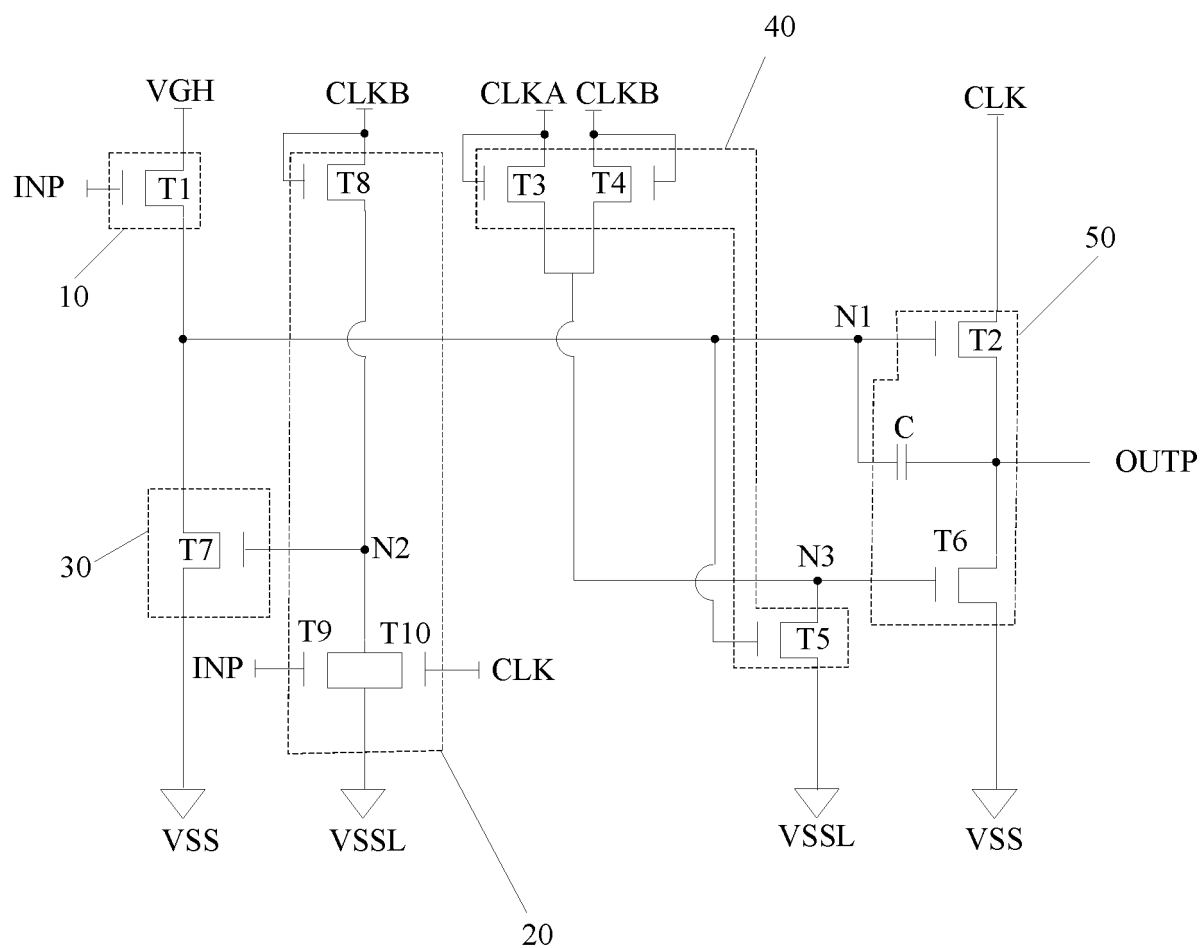 40
VGH CLKB CLKA CLKB CLK
INP T1 T8 T3 T4
10
50
N1 T2
C
OUTP
30 T7 N2 N3 T6
T9 T10 T5
INP CLK
VSS VSSL VSSL VSS
20